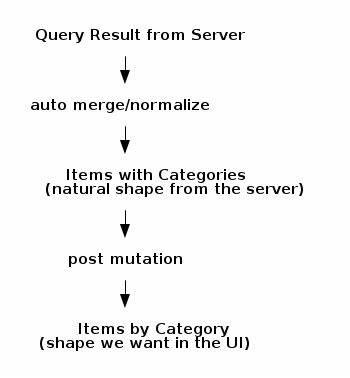 Query Result from Server
auto merge/normalize
Items with Categories
(natural shape from the server)
post mutation
Items by Category
(shape we want in the UI)